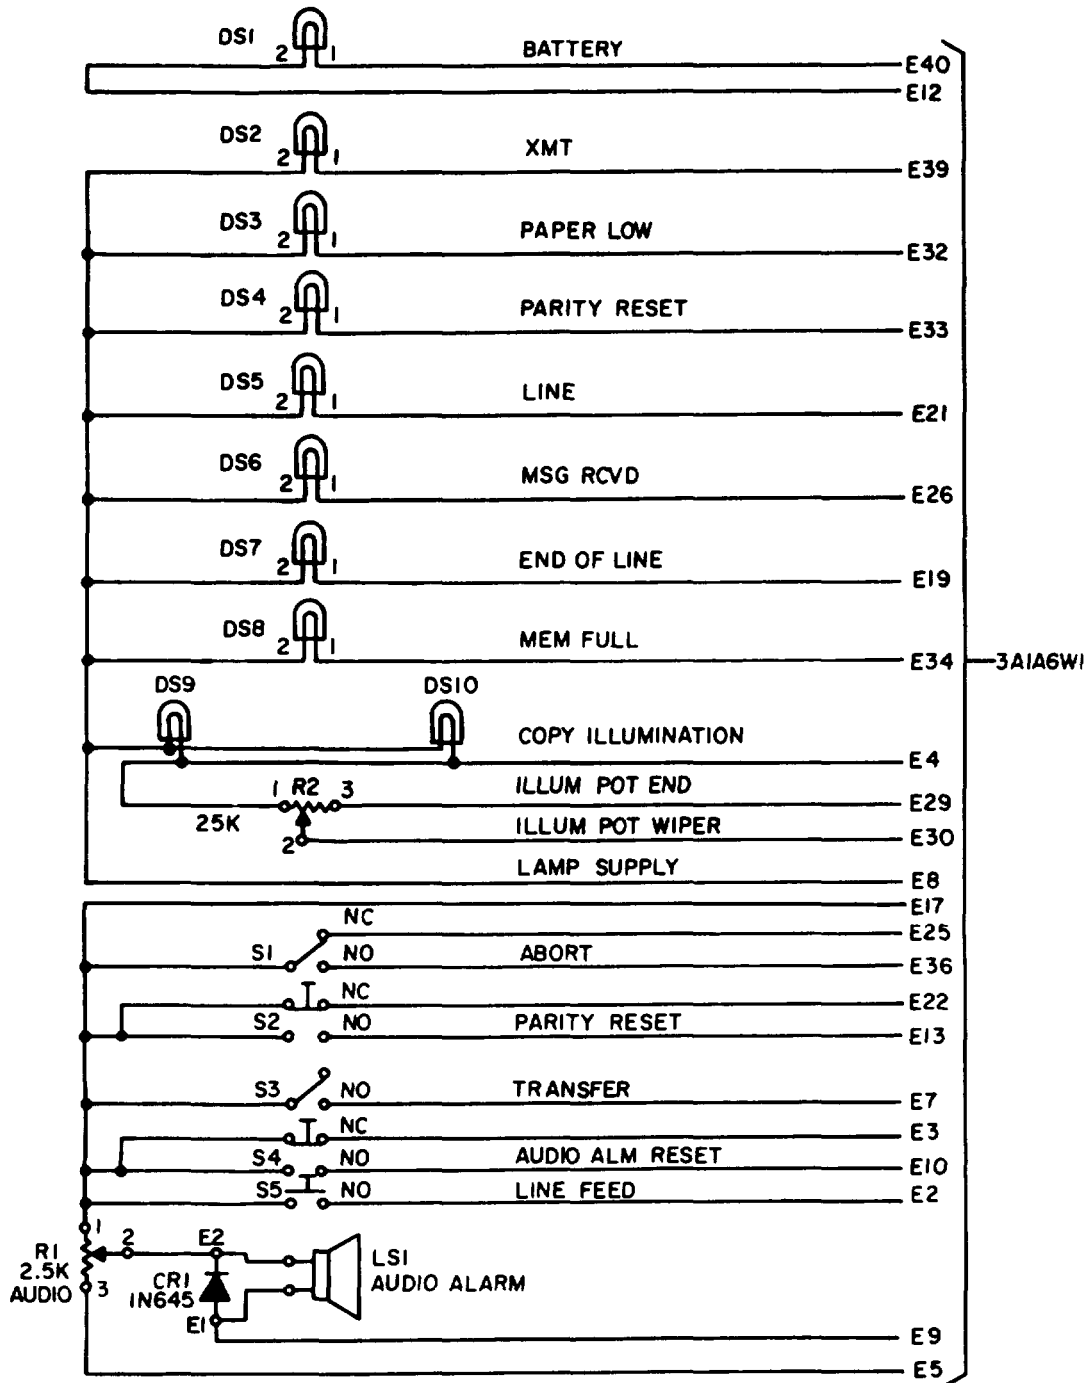 DS1
2 1
BATTERY
E40
E12
DS2
2 1
XMT
E39
DS3
2 1
PAPER LOW
E32
DS4
2 1
PARITY RESET
E33
DS5
2 1
LINE
E21
DS6
2 1
MSG RCVD
E26
DS7
2 1
END OF LINE
E19
DS8
2 1
MEM FULL
E34
3A1A6W1
DS9
DS10
COPY ILLUMINATION
E4
1 R2 3
ILLUM POT END
E29
25K
2
ILLUM POT WIPER
E30
LAMP SUPPLY
E8
E17
NC
E25
S1
NO
ABORT
E36
NC
E22
S2
NO
PARITY RESET
E13
S3
NO
TRANSFER
E7
NC
E3
S4
NO
AUDIO ALM RESET
E10
S5
NO
LINE FEED
E2
1
2
E2
R1
2.5K
AUDIO
3
CR1
1N645
LS1
AUDIO ALARM
E1
E9
E5